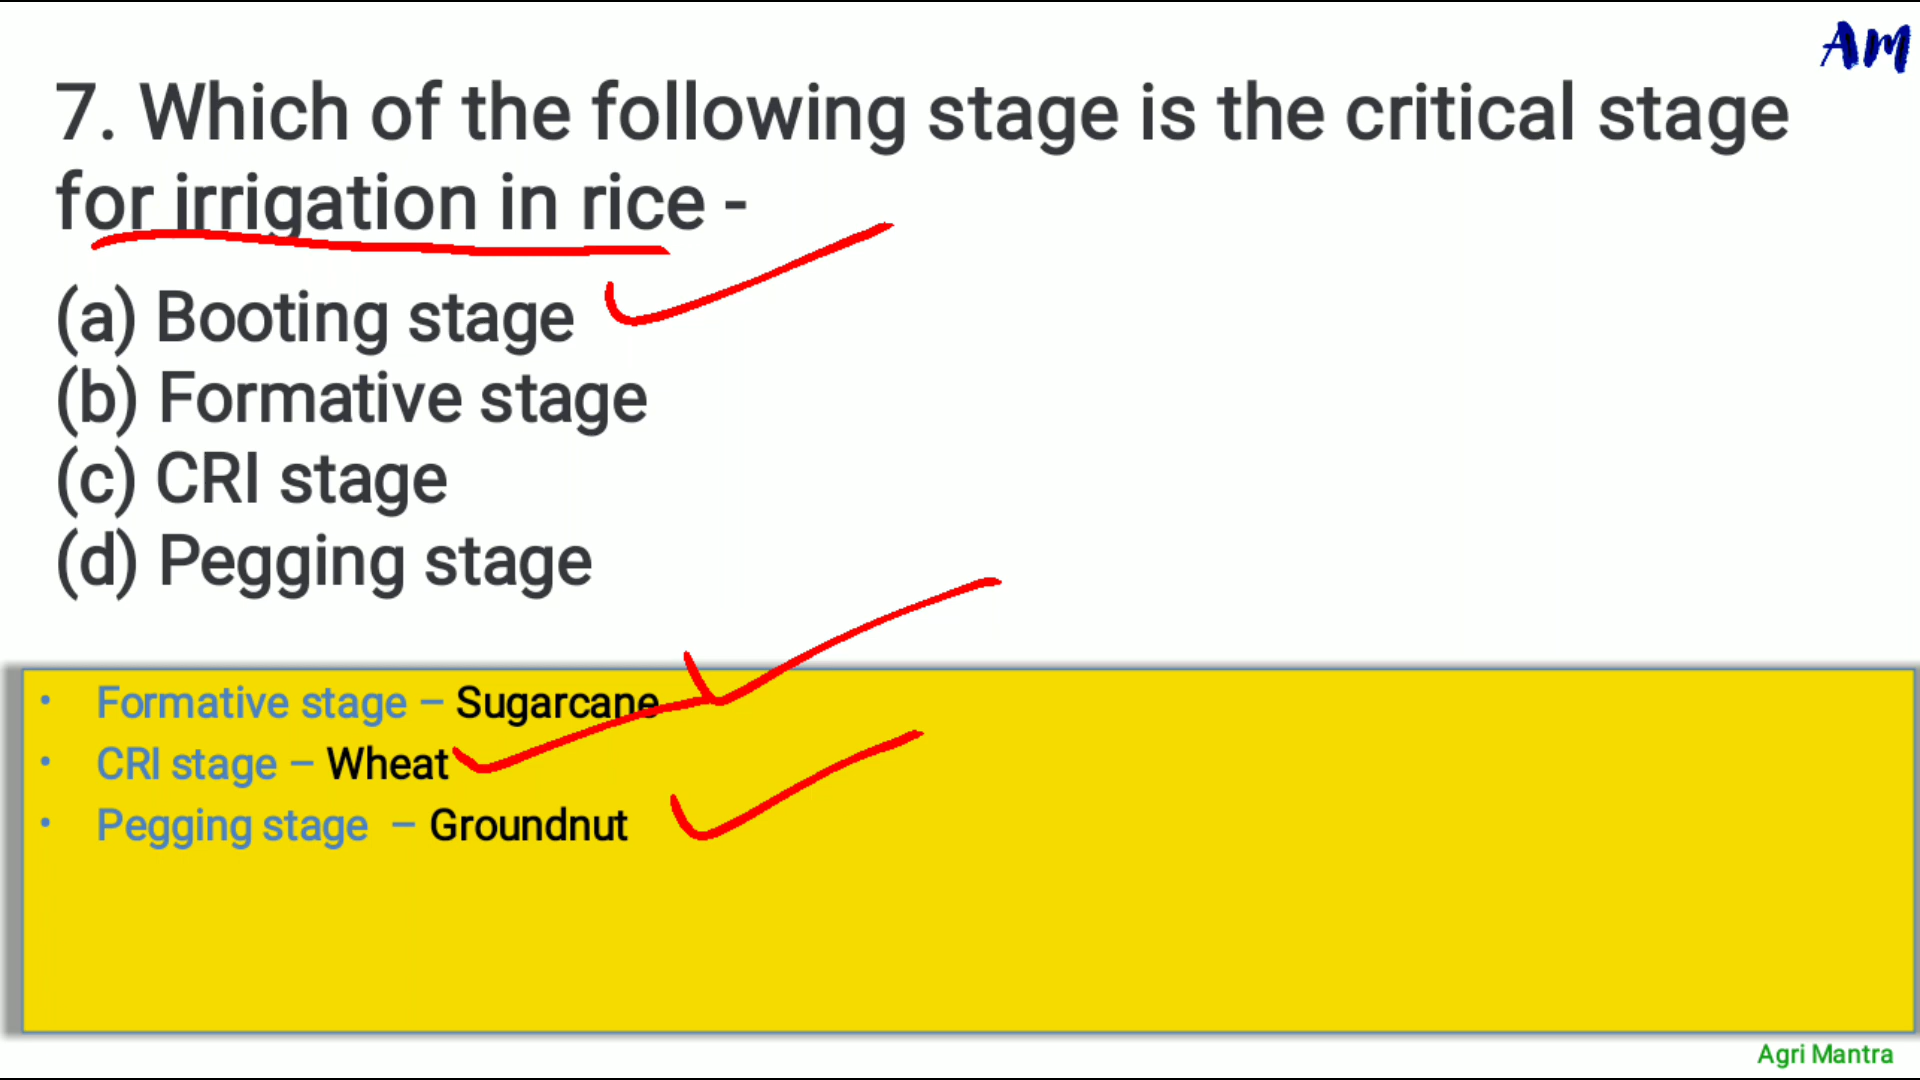 AM
7. Which of the following stage is the critical stage
for irrigation in rice -
(a) Booting stage
(b) Formative stage
(c) CRI stage
(d) Pegging stage
• Formative stage – Sugarcane
• CRI stage – Wheat
• Pegging stage – Groundnut
Agri Mantra